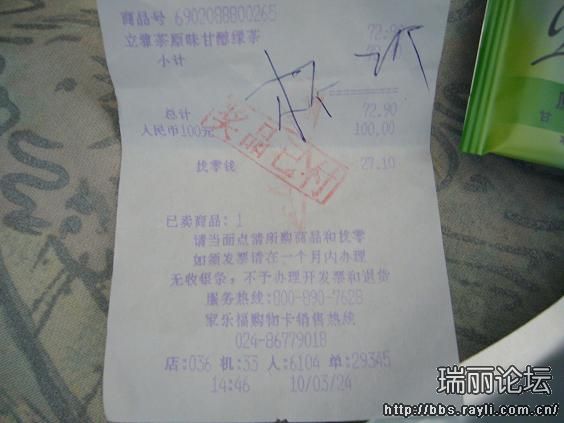 商品号 6902088800265
72.90
立雅茶原味甘醇绿茶
小计
总计 72.90
人民币100元 100,00
奖品已付
找零钱 27.10
已卖商品: 1
请当面点清所购商品和找零
如须发票请在一个月内办理
无收银条,不予办理开发票和退货
服务热线:800-890-7628
家乐福购物卡销售热线
024-86779018
店:036 机:33 人:6104 单:29345
14:46 10/03/24
瑞丽论坛
http://bbs.rayli.com.cn/